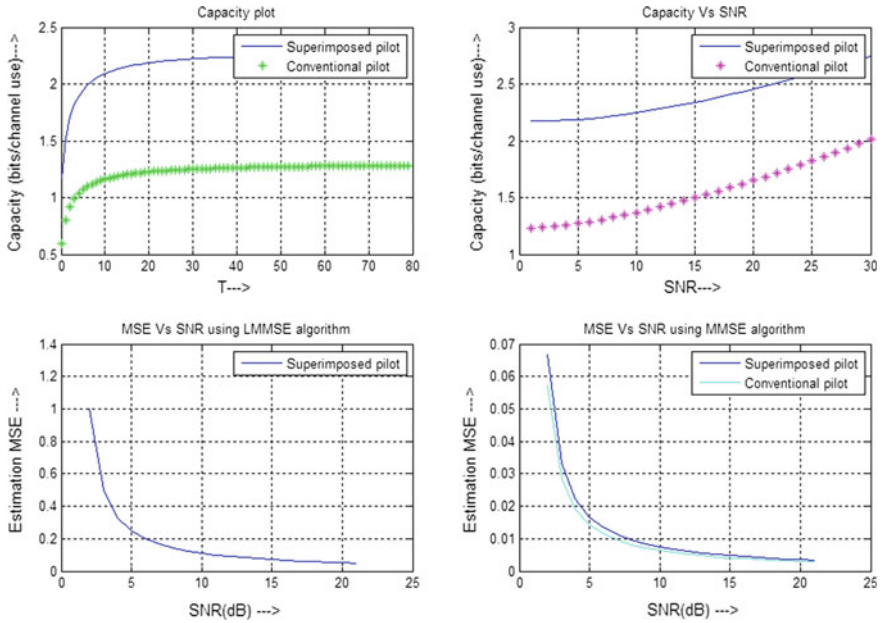 Capacity plot
Capacity (bits/channel use)--->
2.5
2
1.5
1
0.5
Superimposed pilot
Conventional pilot
0 10 20 30 40 50 60 70 80
T--->
Capacity Vs SNR
Capacity (bits/channel use)--->
3
2.5
2
1.5
1
Superimposed pilot
Conventional pilot
0 5 10 15 20 25 30
SNR--->
MSE Vs SNR using LMMSE algorithm
Estimation MSE --->
1.4
1.2
1
0.8
0.6
0.4
0.2
0
Superimposed pilot
0 5 10 15 20 25
SNR(dB) --->
MSE Vs SNR using MMSE algorithm
Estimation MSE --->
0.07
0.06
0.05
0.04
0.03
0.02
0.01
0
Superimposed pilot
Conventional pilot
0 5 10 15 20 25
SNR(dB) --->